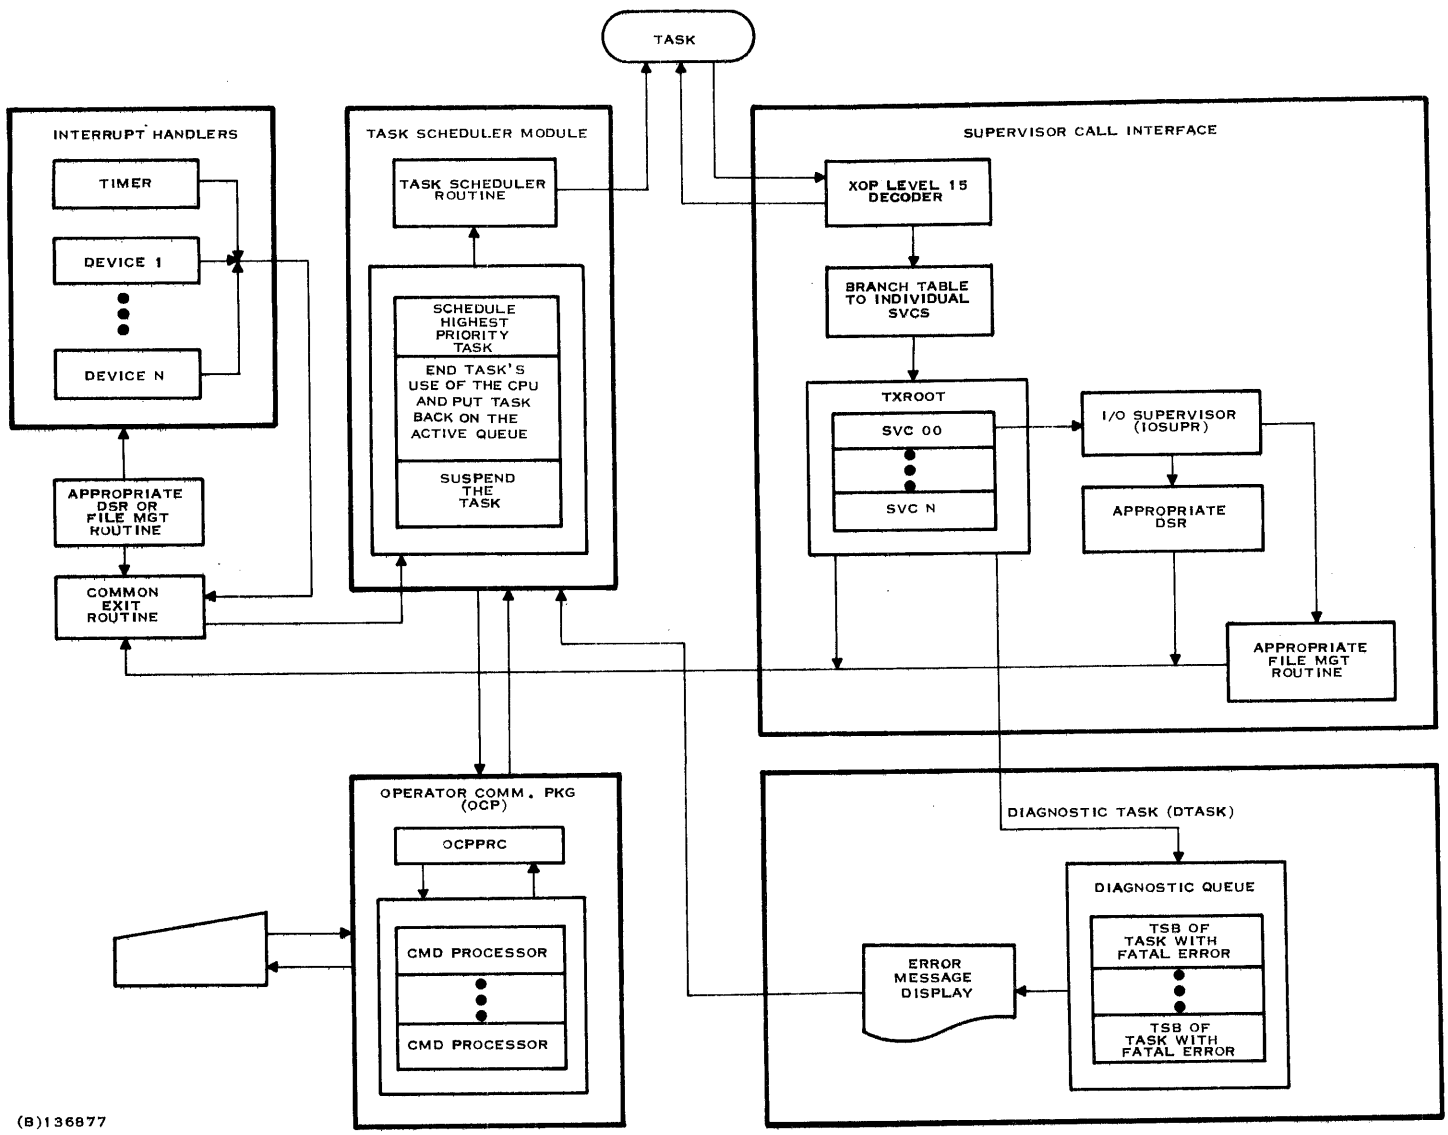 TASK
INTERRUPT HANDLERS
TIMER
DEVICE 1
DEVICE N
APPROPRIATE
DSR OR
FILE MGT
ROUTINE
COMMON
EXIT
ROUTINE
TASK SCHEDULER MODULE
TASK SCHEDULER
ROUTINE
SCHEDULE
HIGHEST
PRIORITY
TASK
END TASK'S
USE OF THE CPU
AND PUT TASK
BACK ON THE
ACTIVE QUEUE
SUSPEND
THE
TASK
SUPERVISOR CALL INTERFACE
XOP LEVEL 15
DECODER
BRANCH TABLE
TO INDIVIDUAL
SVCS
TXROOT
SVC 00
SVC N
I/O SUPERVISOR
(IOSUPR)
APPROPRIATE
DSR
APPROPRIATE
FILE MGT
ROUTINE
OPERATOR COMM. PKG
(OCP)
OCPPRC
CMD PROCESSOR
CMD PROCESSOR
DIAGNOSTIC TASK (DTASK)
DIAGNOSTIC QUEUE
TSB OF
TASK WITH
FATAL ERROR
TSB OF
TASK WITH
FATAL ERROR
ERROR
MESSAGE
DISPLAY
(B)136877